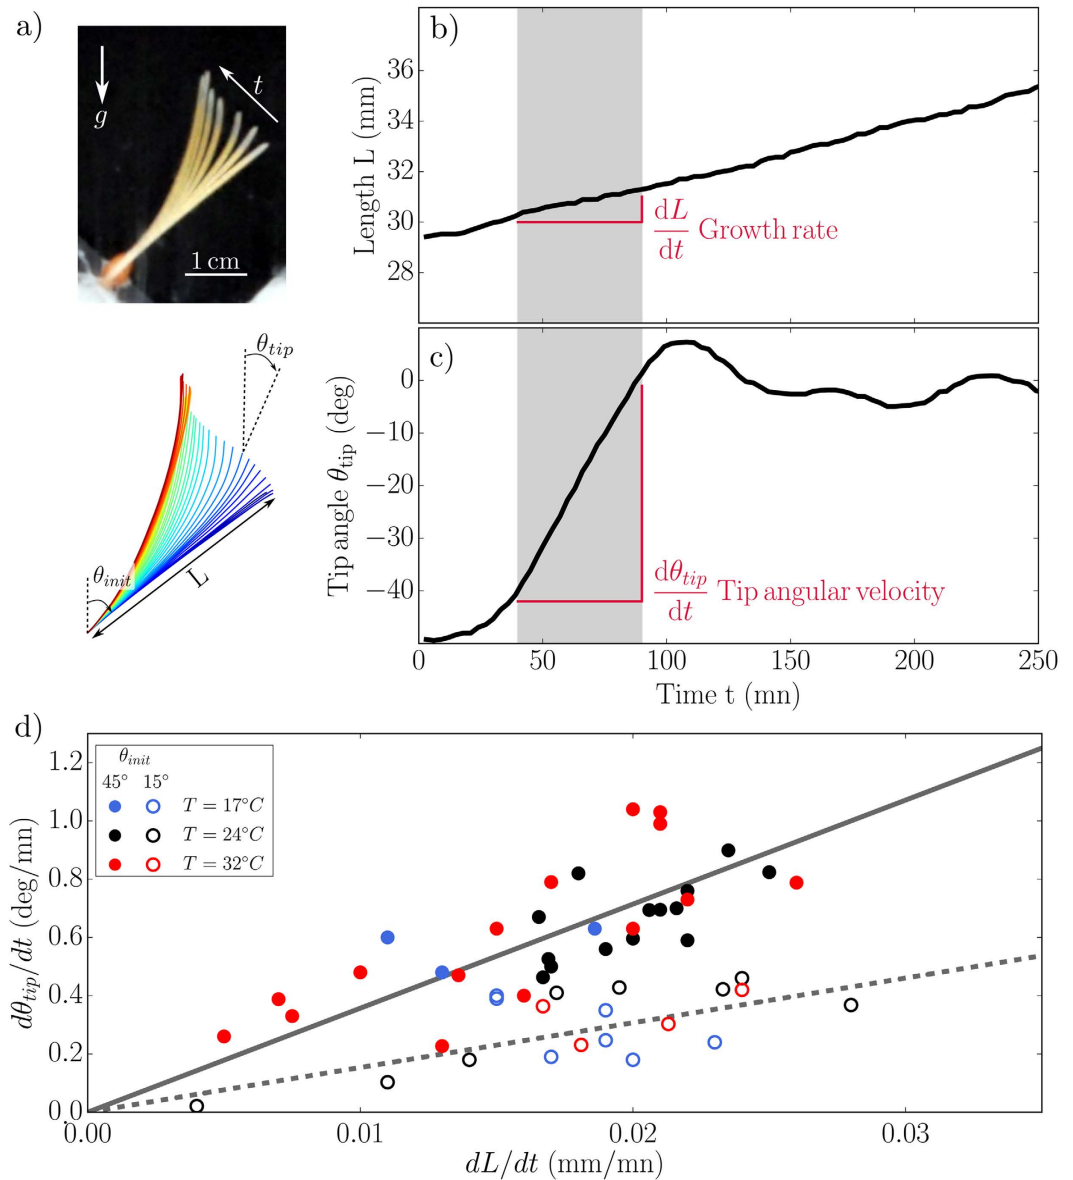 a)
g
t
1 cm
θtip
θinit
L
b)
Length L (mm)
36
34
32
30
28
dL
dt
Growth rate
c)
Tip angle θtip (deg)
0
−10
−20
−30
−40
dθtip
dt
Tip angular velocity
0
50
100
150
200
250
Time t (mn)
d)
dθtip/dt (deg/mn)
1.2
1.0
0.8
0.6
0.4
0.2
0.0
θinit
45° 15°
T = 17°C
T = 24°C
T = 32°C
0.00
0.01
0.02
0.03
dL/dt (mm/mn)